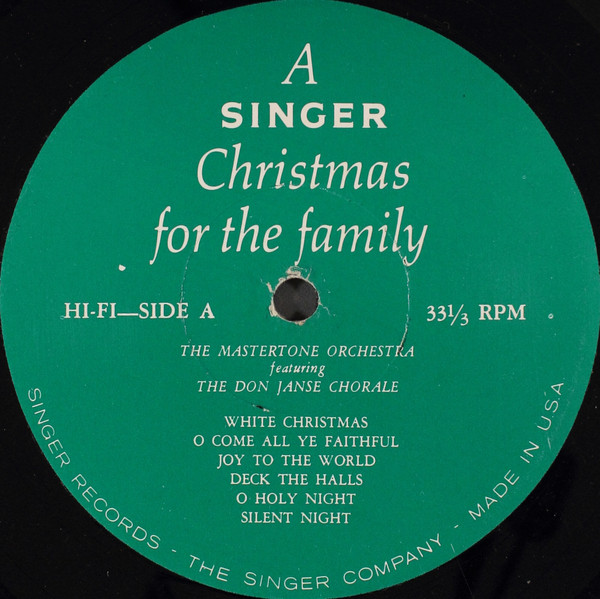 A
SINGER
Christmas
for the family
HI-FI—SIDE A
33 1/3 RPM
THE MASTERTONE ORCHESTRA
featuring
THE DON JANSE CHORALE
WHITE CHRISTMAS
O COME ALL YE FAITHFUL
JOY TO THE WORLD
DECK THE HALLS
O HOLY NIGHT
SILENT NIGHT
SINGER RECORDS - THE SINGER COMPANY - MADE IN U.S.A